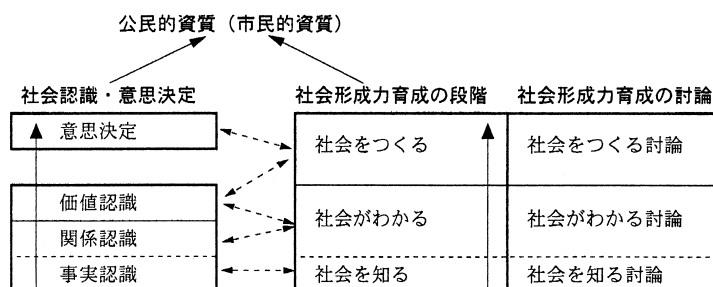 公民的資質(市民的資質)
社会認識・意思決定 社会形成力育成の段階 社会形成力育成の討論
意思決定 社会をつくる 社会をつくる討論
価値認識 社会がわかる 社会がわかる討論
関係認識
事実認識 社会を知る 社会を知る討論